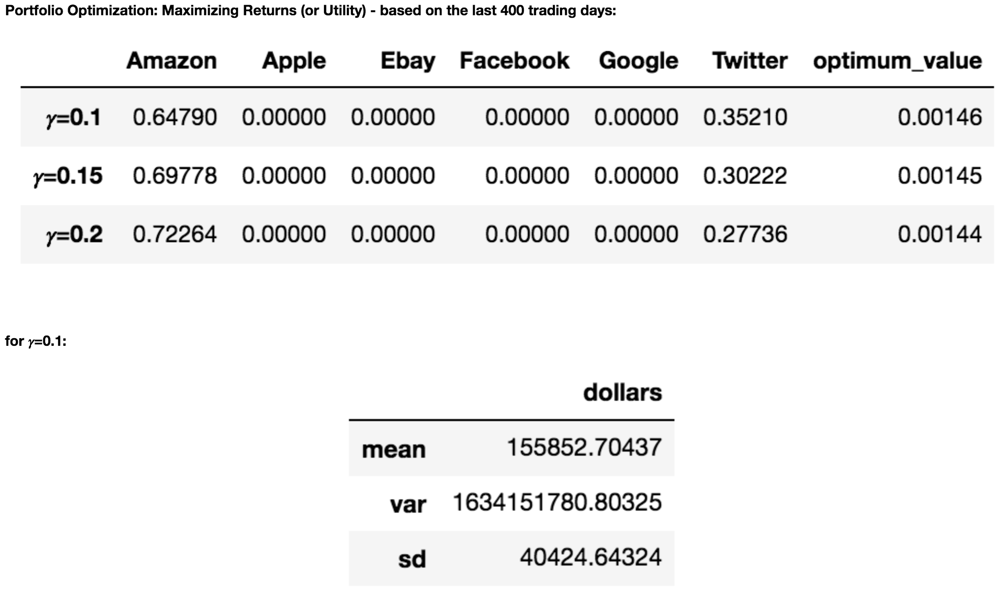 Portfolio Optimization: Maximizing Returns (or Utility) - based on the last 400 trading days:
Amazon Apple Ebay Facebook Google Twitter optimum_value
γ=0.1 0.64790 0.00000 0.00000 0.00000 0.00000 0.35210 0.00146
γ=0.15 0.69778 0.00000 0.00000 0.00000 0.00000 0.30222 0.00145
γ=0.2 0.72264 0.00000 0.00000 0.00000 0.00000 0.27736 0.00144
for γ=0.1:
dollars
mean 155852.70437
var 1634151780.80325
sd 40424.64324